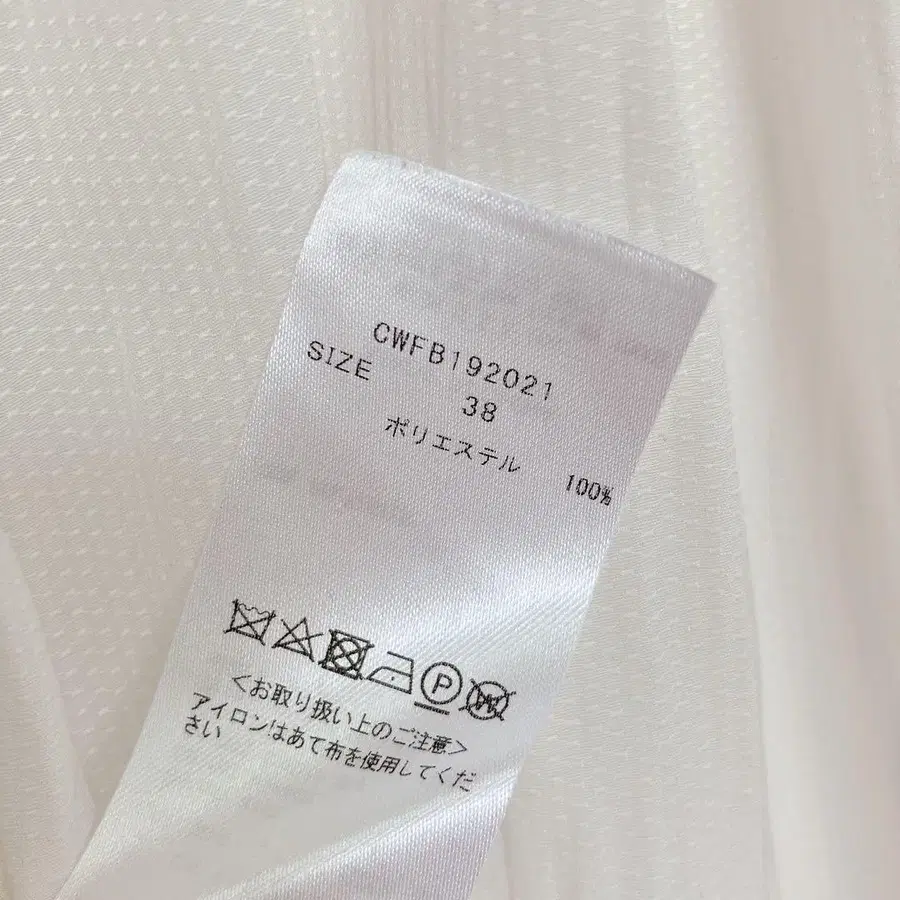 CWFB192021
SIZE 38
ポリエステル 100%
P
W
<お取り扱い上のご注意>
アイロンはあて布を使用してくだ
さい